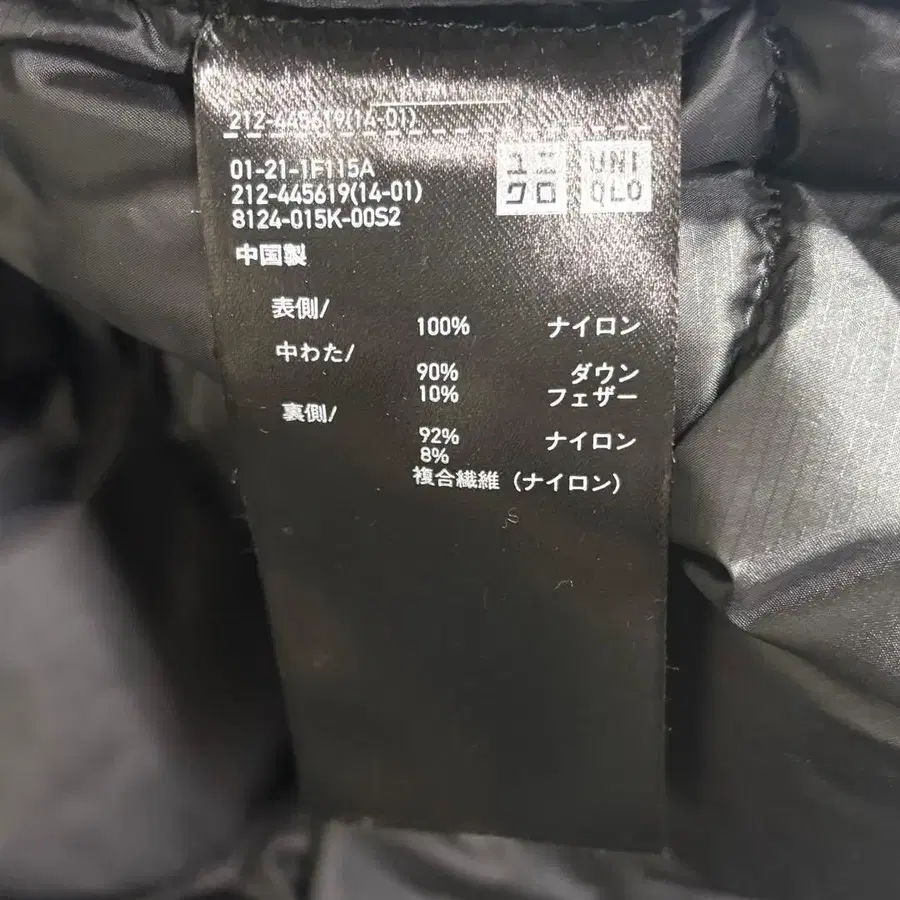 212-445619(14-01)
01-21-1F115A
212-445619(14-01)
8124-015K-00S2
中国製
ユニ
クロ
UNI
QLO
表側/
100% ナイロン
中わた/
90% ダウン
10% フェザー
裏側/
92% ナイロン
8%
複合繊維(ナイロン)